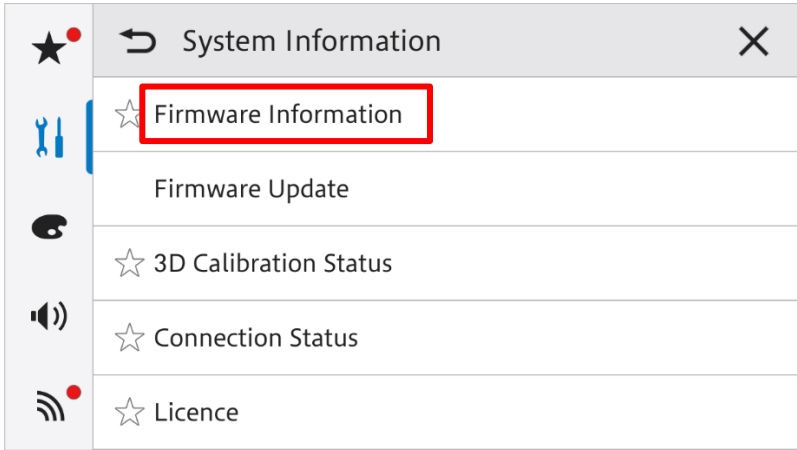 System Information
Firmware Information
Firmware Update
3D Calibration Status
Connection Status
Licence